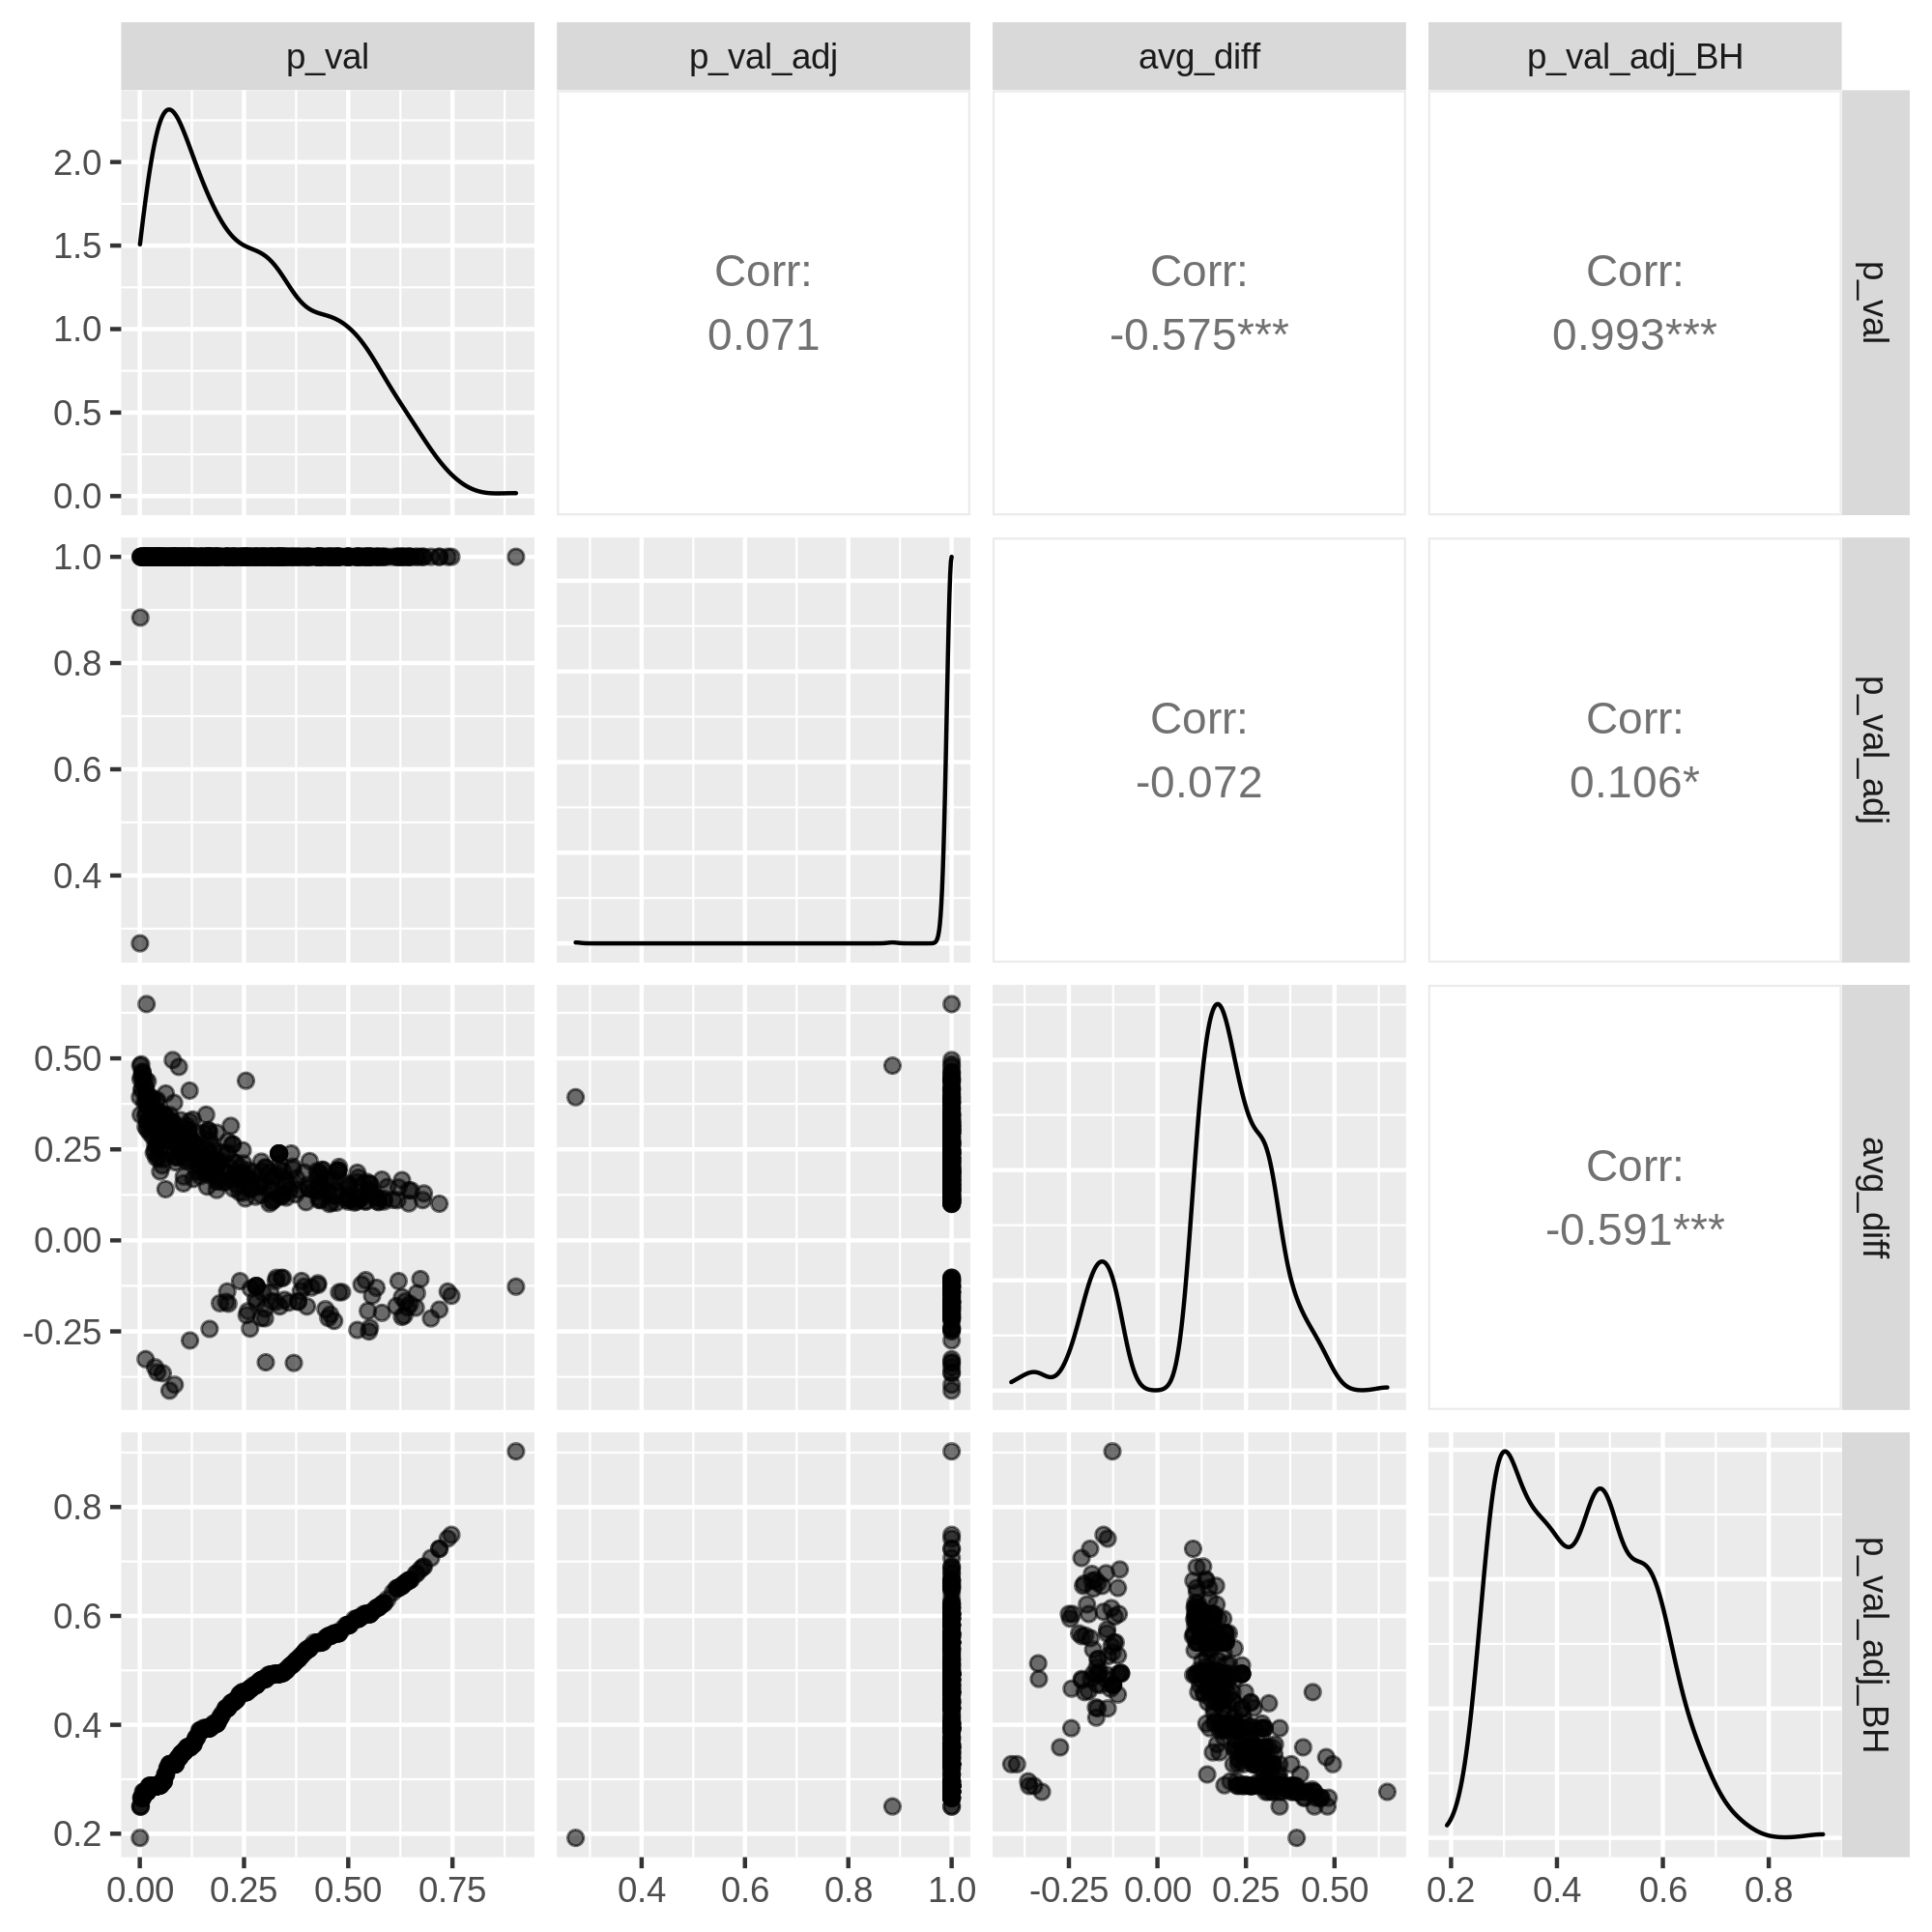 p_val p_val_adj avg_diff p_val_adj_BH
2.0
1.5
1.0
0.5
0.0
Corr:
0.071
Corr:
-0.575***
Corr:
0.993***
p_val
1.0
0.8
0.6
0.4
Corr:
-0.072
Corr:
0.106*
p_val_adj
0.50
0.25
0.00
-0.25
Corr:
-0.591***
avg_diff
0.8
0.6
0.4
0.2
p_val_adj_BH
0.00 0.25 0.50 0.75 0.4 0.6 0.8 1.0 -0.25 0.00 0.25 0.50 0.2 0.4 0.6 0.8